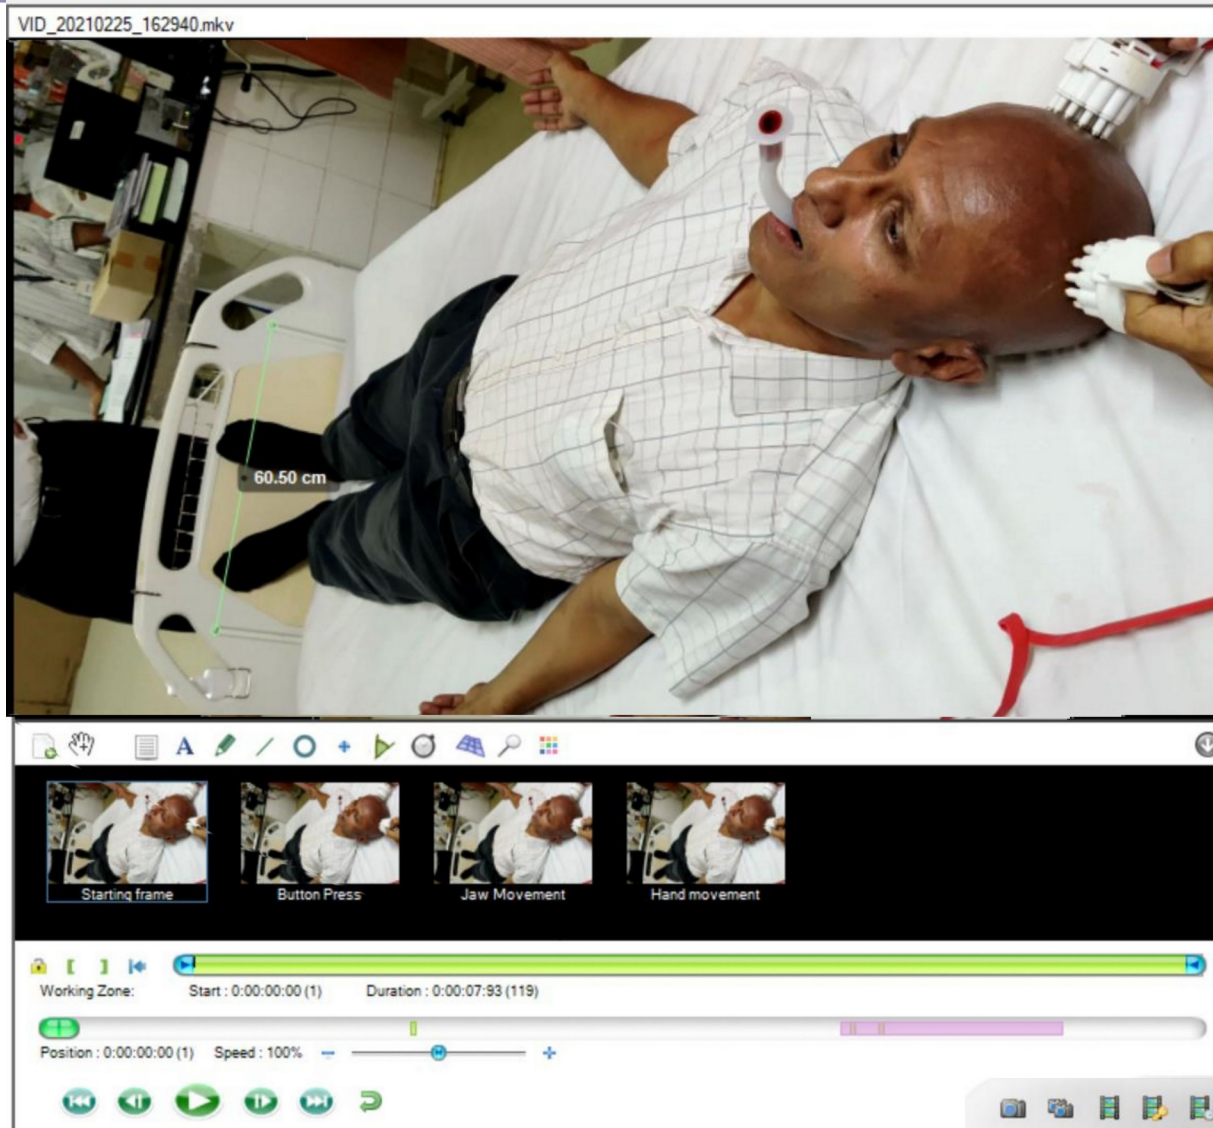 VID_20210225_162940.mkv
60.50 cm
A
Starting frame
Button Press
Jaw Movement
Hand movement
Working Zone:
Start : 0:00:00:00 (1)
Duration : 0:00:07:93 (119)
Position : 0:00:00:00 (1)
Speed : 100%